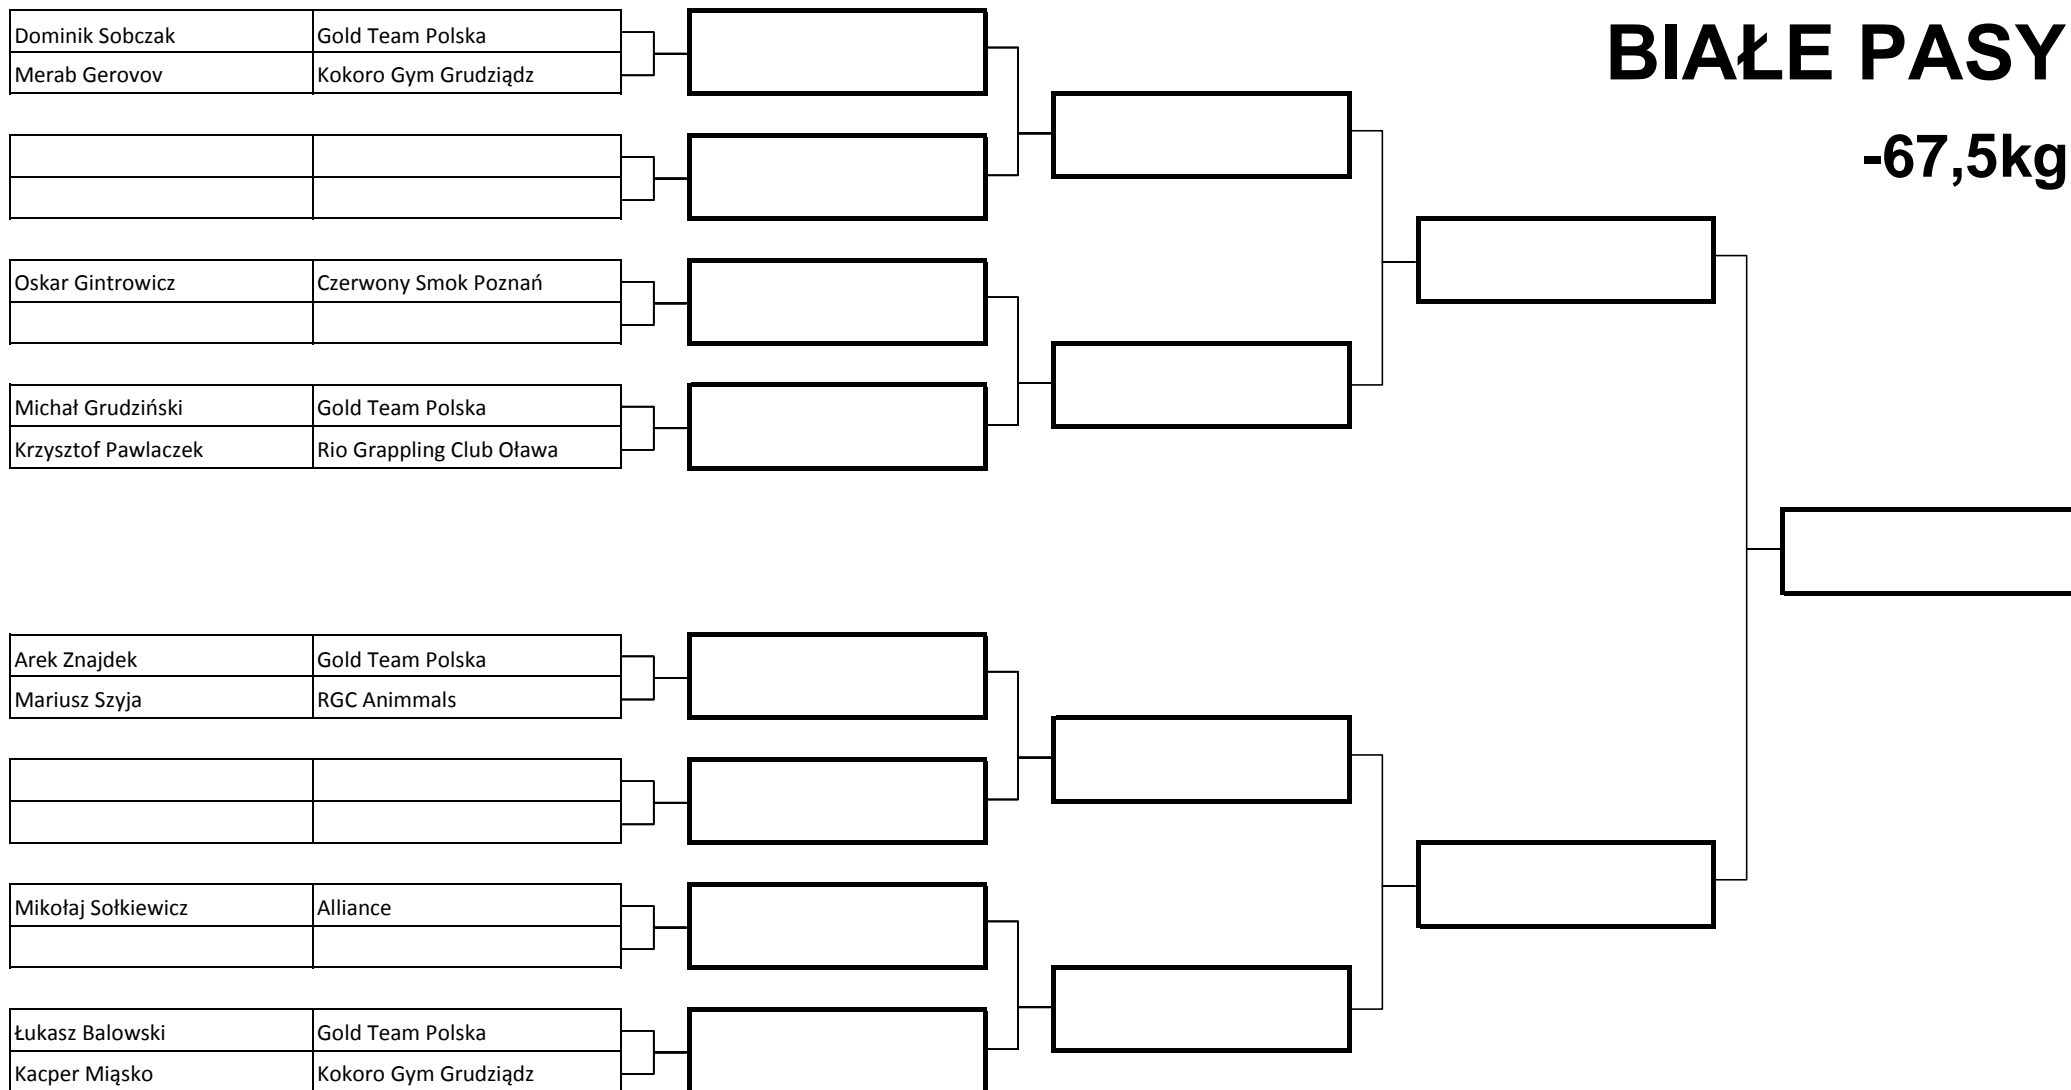 BIAŁE PASY
-67,5kg
Dominik Sobczak Gold Team Polska
Merab Gerovov Kokoro Gym Grudziądz
Oskar Gintrowicz Czerwony Smok Poznań
Michał Grudziński Gold Team Polska
Krzysztof Pawlaczek Rio Grappling Club Oława
Arek Znajdek Gold Team Polska
Mariusz Szyja RGC Animmals
Mikołaj Sołkiewicz Alliance
Łukasz Balowski Gold Team Polska
Kacper Miąsko Kokoro Gym Grudziądz